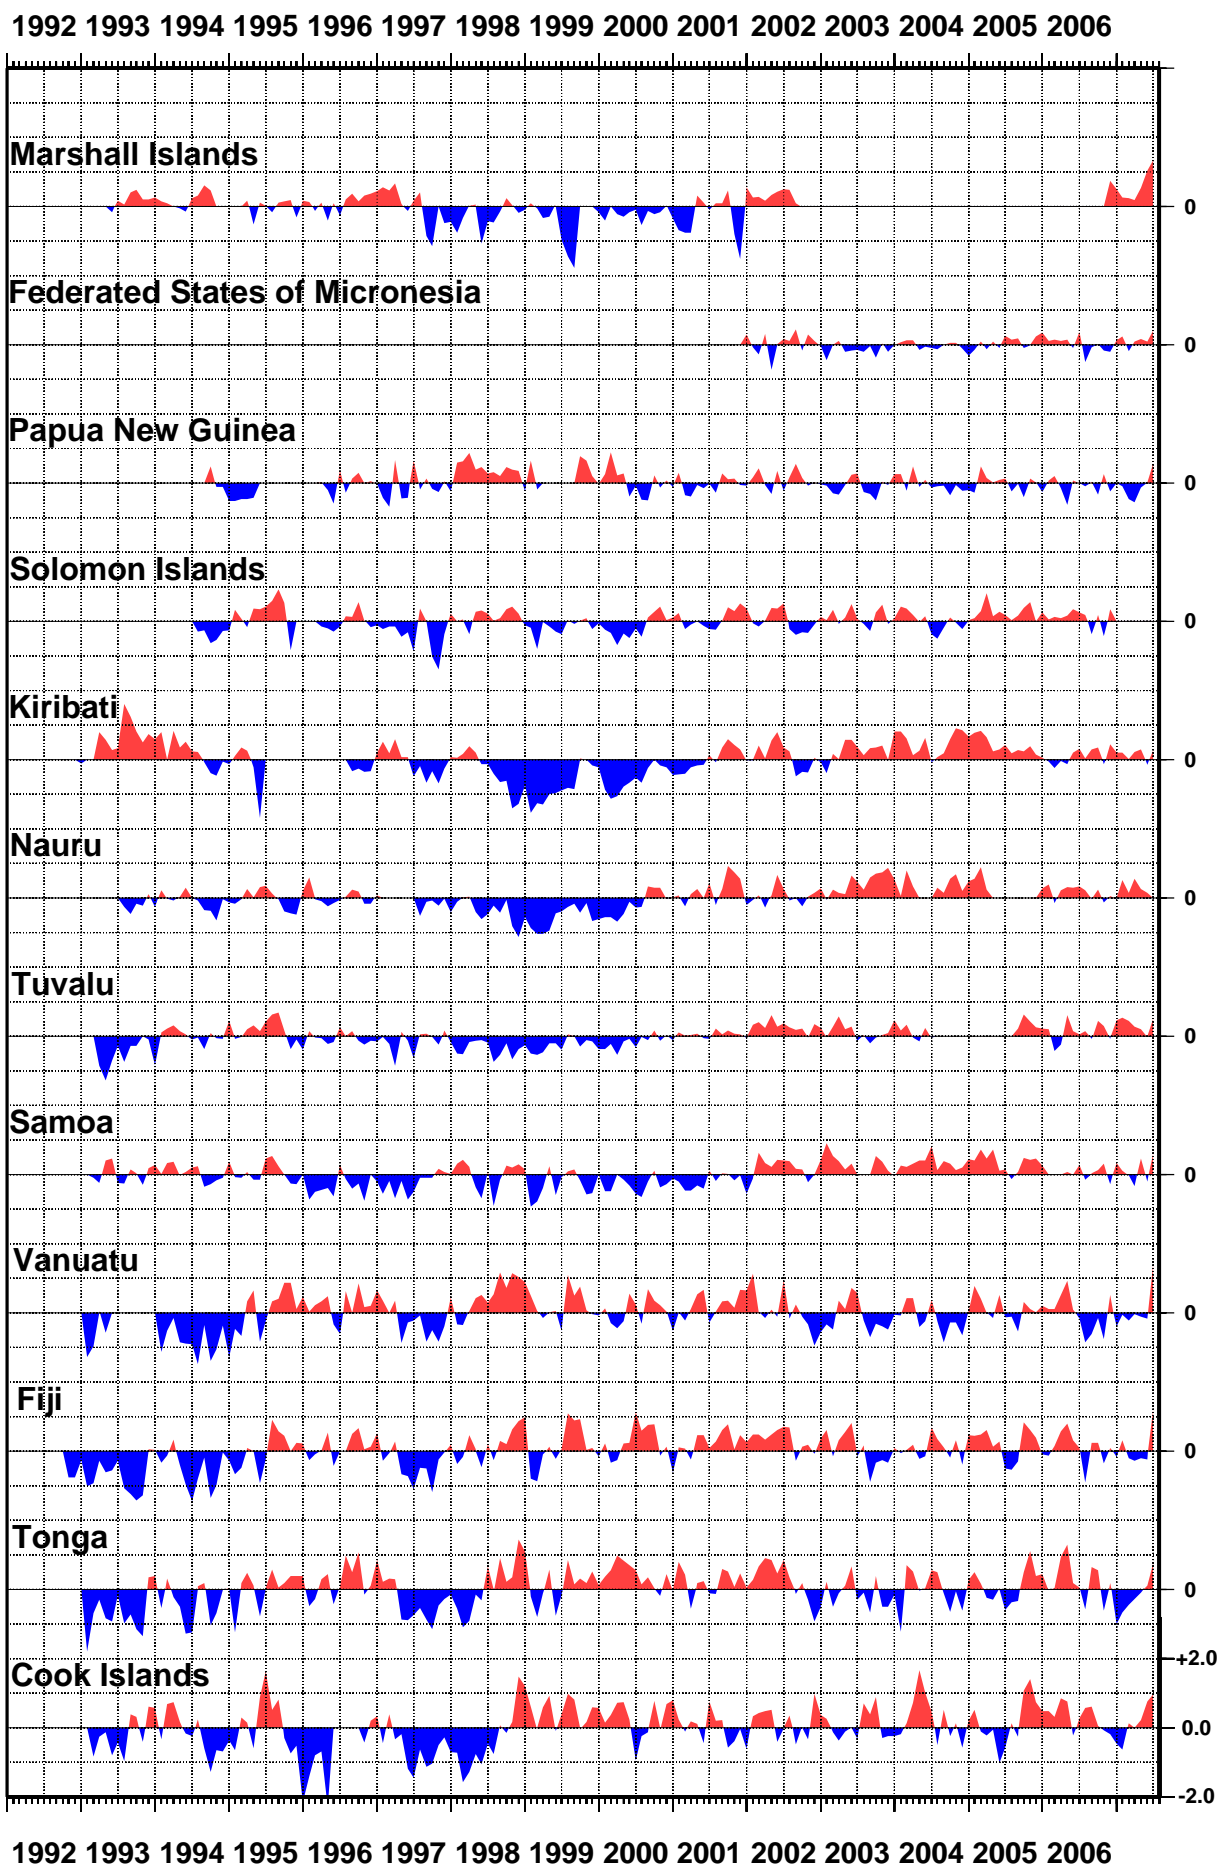 1992 1993 1994 1995 1996 1997 1998 1999 2000 2001 2002 2003 2004 2005 2006
Marshall Islands
0
Federated States of Micronesia
0
Papua New Guinea
0
Solomon Islands
0
Kiribati
0
Nauru
0
Tuvalu
0
Samoa
0
Vanuatu
0
Fiji
0
Tonga
0
+2.0
Cook Islands
0.0
-2.0
1992 1993 1994 1995 1996 1997 1998 1999 2000 2001 2002 2003 2004 2005 2006